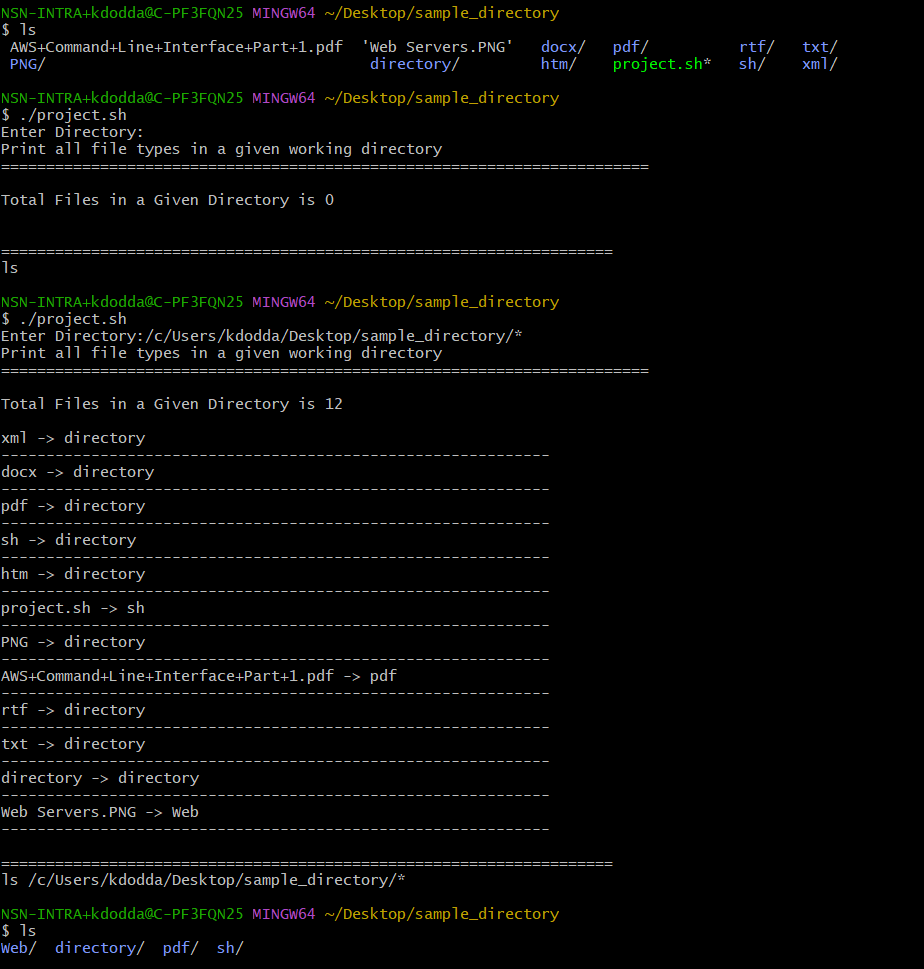 NSN-INTRA+kdodda@C-PF3FQN25 MINGW64 ~/Desktop/sample_directory
$ ls
AWS+Command+Line+Interface+Part+1.pdf  'Web Servers.PNG'  docx/  pdf/  rtf/  txt/
PNG/  directory/  htm/  project.sh*  sh/  xml/
NSN-INTRA+kdodda@C-PF3FQN25 MINGW64 ~/Desktop/sample_directory
$ ./project.sh
Enter Directory:
Print all file types in a given working directory
========================================================================
Total Files in a Given Directory is 0
====================================================================
ls
NSN-INTRA+kdodda@C-PF3FQN25 MINGW64 ~/Desktop/sample_directory
$ ./project.sh
Enter Directory:/c/Users/kdodda/Desktop/sample_directory/*
Print all file types in a given working directory
========================================================================
Total Files in a Given Directory is 12
xml -> directory
-------------------------------------------------------------
docx -> directory
-------------------------------------------------------------
pdf -> directory
-------------------------------------------------------------
sh -> directory
-------------------------------------------------------------
htm -> directory
-------------------------------------------------------------
project.sh -> sh
-------------------------------------------------------------
PNG -> directory
-------------------------------------------------------------
AWS+Command+Line+Interface+Part+1.pdf -> pdf
-------------------------------------------------------------
rtf -> directory
-------------------------------------------------------------
txt -> directory
-------------------------------------------------------------
directory -> directory
-------------------------------------------------------------
Web Servers.PNG -> Web
-------------------------------------------------------------
====================================================================
ls /c/Users/kdodda/Desktop/sample_directory/*
NSN-INTRA+kdodda@C-PF3FQN25 MINGW64 ~/Desktop/sample_directory
$ ls
Web/  directory/  pdf/  sh/